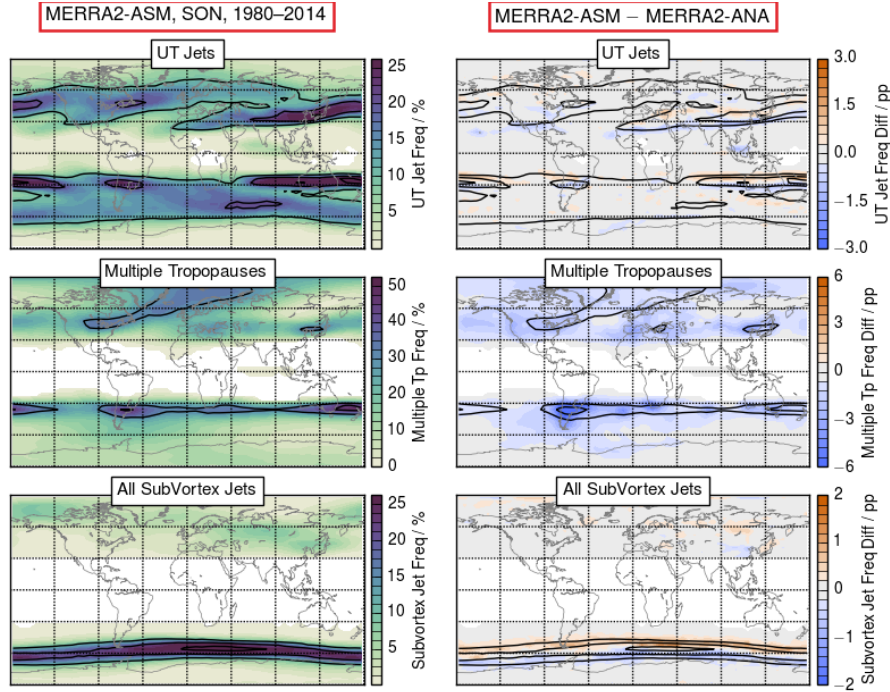 MERRA2-ASM, SON, 1980–2014
MERRA2-ASM − MERRA2-ANA
UT Jets
25
20
15
10
5
UT Jet Freq / %
UT Jets
3.0
1.5
0.0
−1.5
−3.0
UT Jet Freq Diff / pp
Multiple Tropopauses
50
40
30
20
10
0
Multiple Tp Freq / %
Multiple Tropopauses
6
3
0
−3
−6
Multiple Tp Freq Diff / pp
All SubVortex Jets
25
20
15
10
5
Subvortex Jet Freq / %
All SubVortex Jets
2
1
0
−1
−2
Subvortex Jet Freq Diff / pp